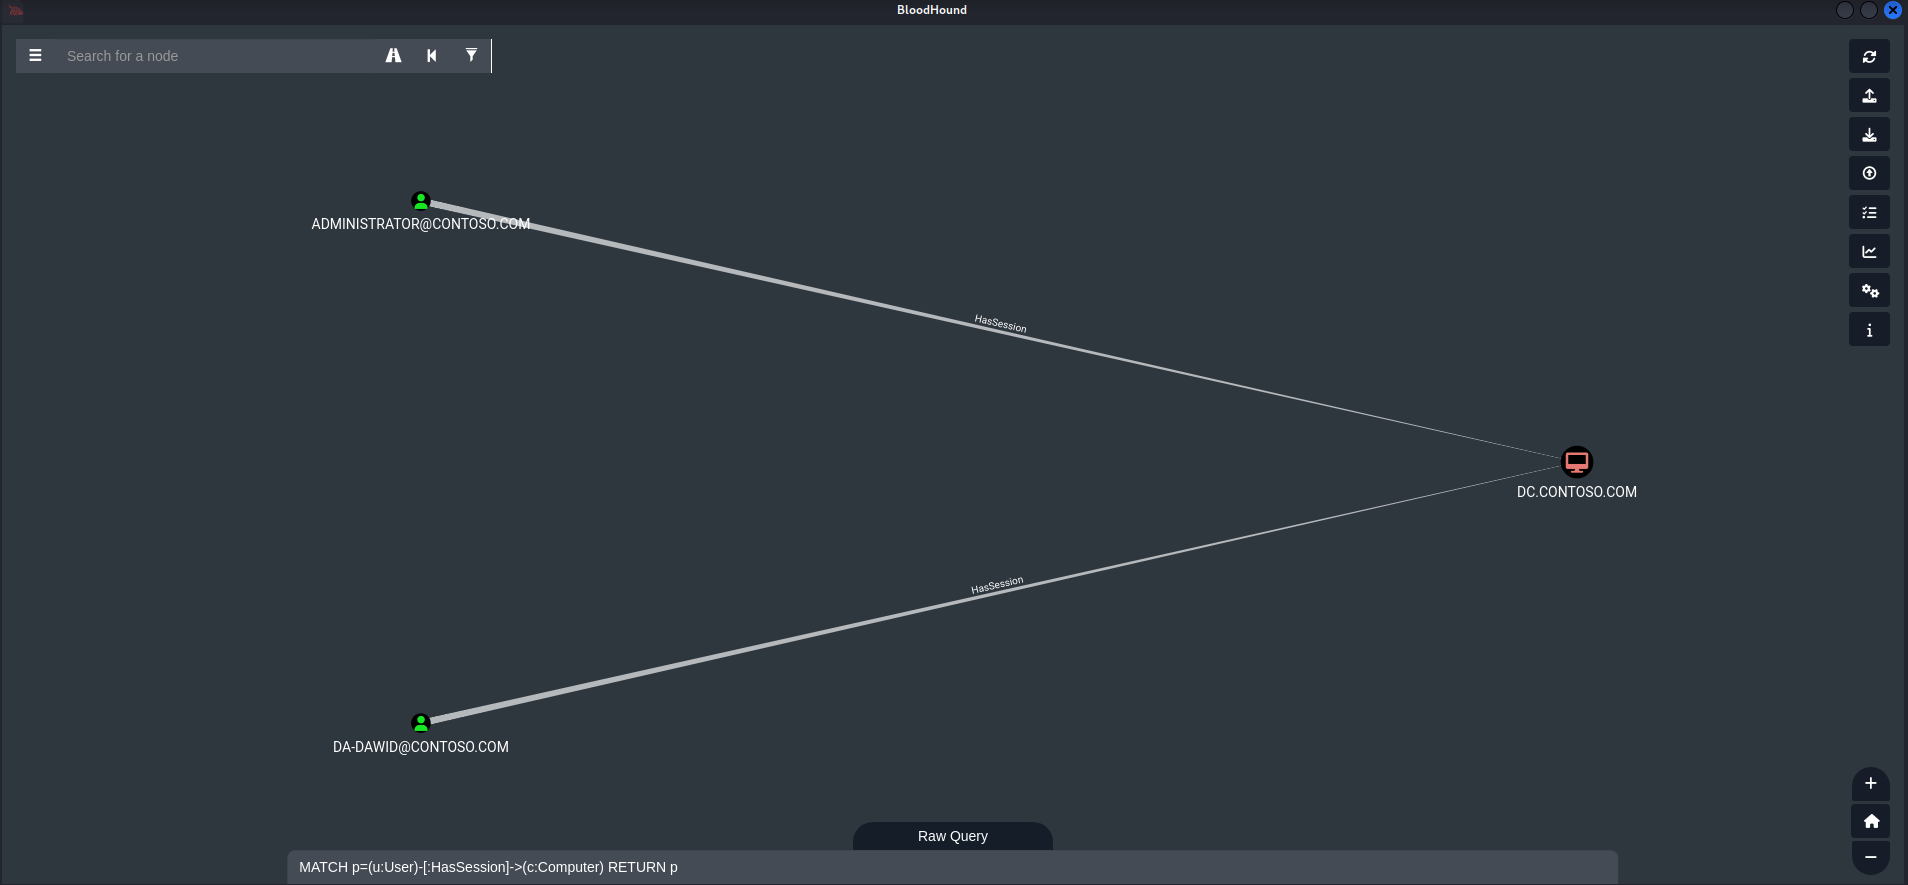 BloodHound
Search for a node
ADMINISTRATOR@CONTOSO.COM
HasSession
DC.CONTOSO.COM
HasSession
DA-DAWID@CONTOSO.COM
Raw Query
MATCH p=(u:User)-[:HasSession]->(c:Computer) RETURN p